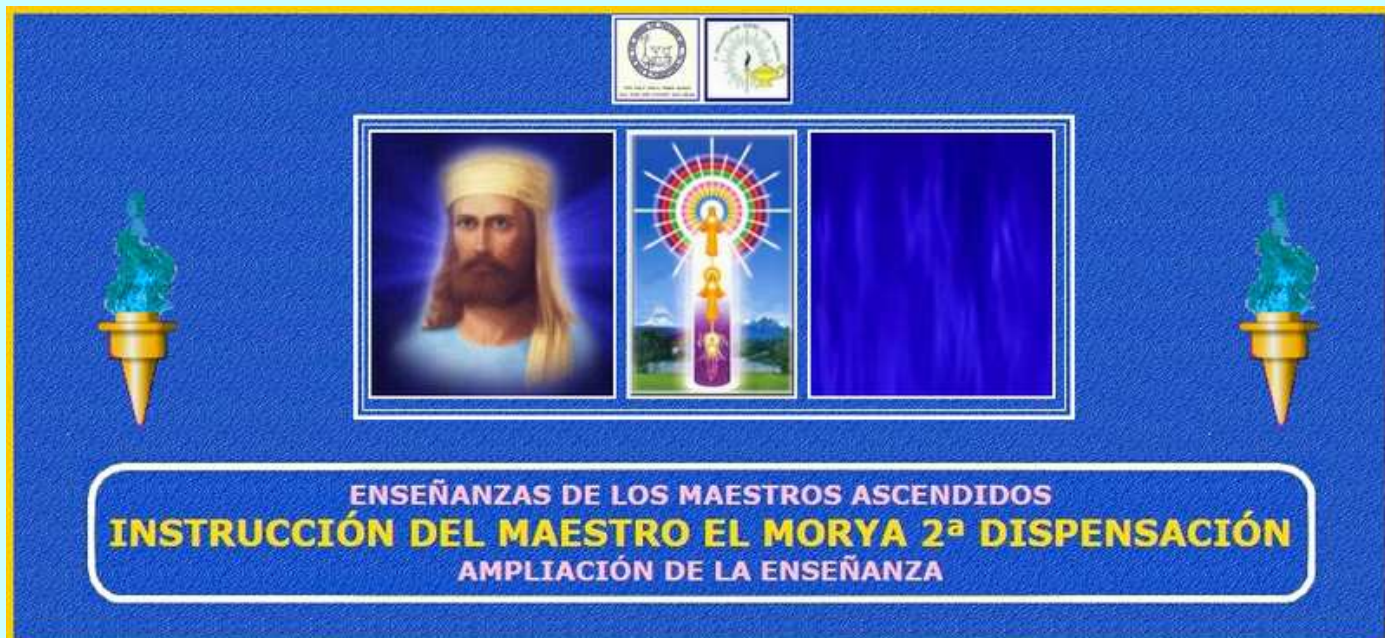 ENSEÑANZAS DE LOS MAESTROS ASCENDIDOS
INSTRUCCIÓN DEL MAESTRO EL MORYA 2ª DISPENSACIÓN
AMPLIACIÓN DE LA ENSEÑANZA